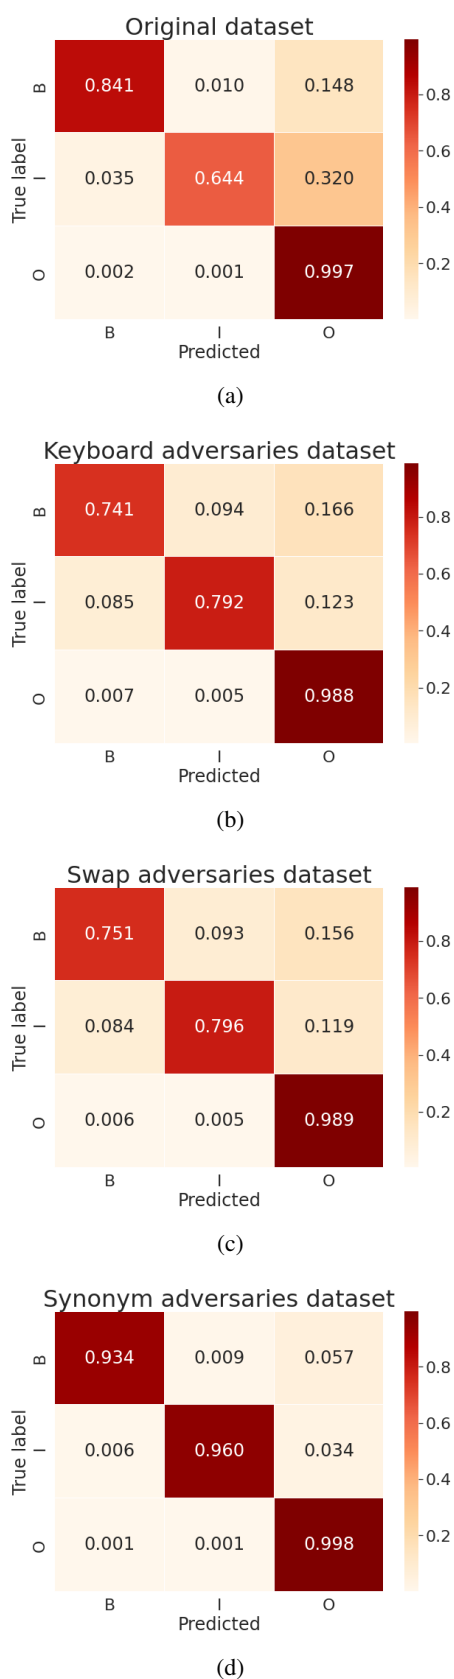 Original dataset
B 0.841 0.010 0.148
I 0.035 0.644 0.320
O 0.002 0.001 0.997
True label
B I O
Predicted
0.8
0.6
0.4
0.2
(a)
Keyboard adversaries dataset
B 0.741 0.094 0.166
I 0.085 0.792 0.123
O 0.007 0.005 0.988
True label
B I O
Predicted
0.8
0.6
0.4
0.2
(b)
Swap adversaries dataset
B 0.751 0.093 0.156
I 0.084 0.796 0.119
O 0.006 0.005 0.989
True label
B I O
Predicted
0.8
0.6
0.4
0.2
(c)
Synonym adversaries dataset
B 0.934 0.009 0.057
I 0.006 0.960 0.034
O 0.001 0.001 0.998
True label
B I O
Predicted
0.8
0.6
0.4
0.2
(d)